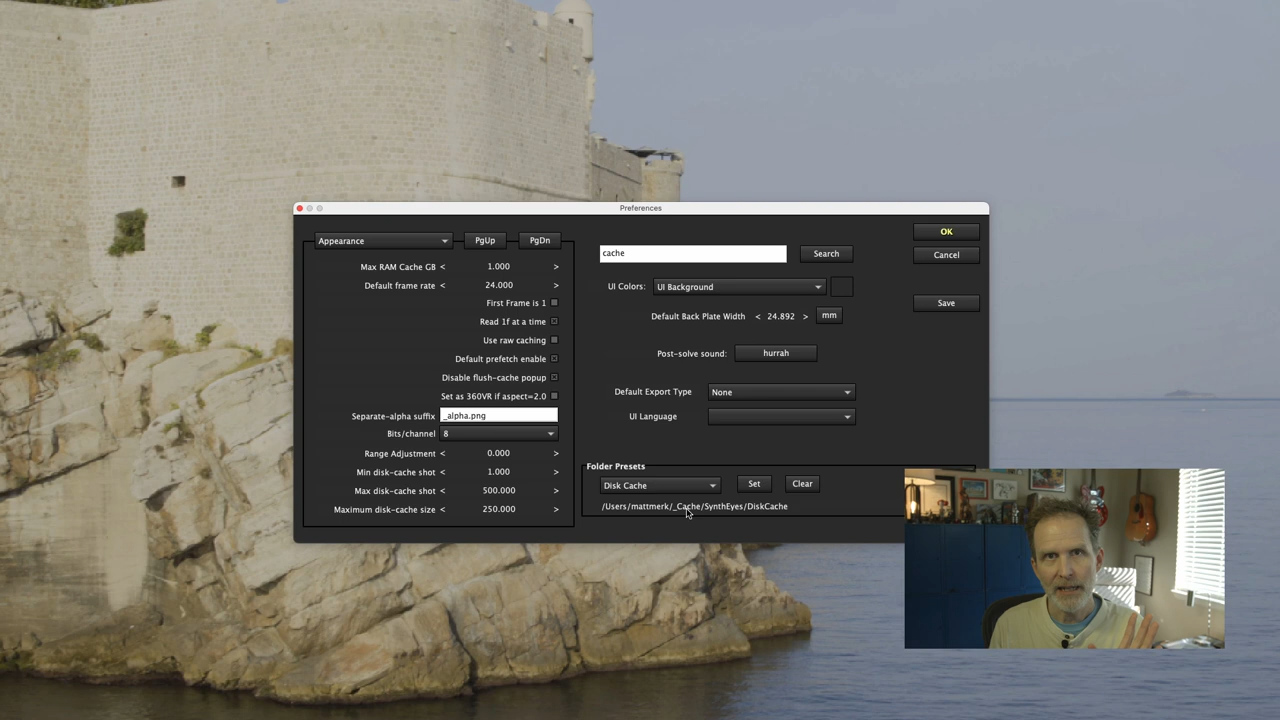 Preferences
Appearance
PgUp
PgDn
Max RAM Cache GB < 1.000 >
Default frame rate < 24.000 >
First Frame is 1
Read 1f at a time
Use raw caching
Default prefetch enable
Disable flush-cache popup
Set as 360VR if aspect=2.0
Separate-alpha suffix _alpha.png
Bits/channel 8
Range Adjustment < 0.000 >
Min disk-cache shot < 1.000 >
Max disk-cache shot < 500.000 >
Maximum disk-cache size < 250.000 >
cache
Search
UI Colors: UI Background
Default Back Plate Width < 24.892 > mm
Post-solve sound: hurrah
Default Export Type None
UI Language
Folder Presets
Disk Cache
Set
Clear
/Users/mattmerk/_Cache/SynthEyes/DiskCache
OK
Cancel
Save